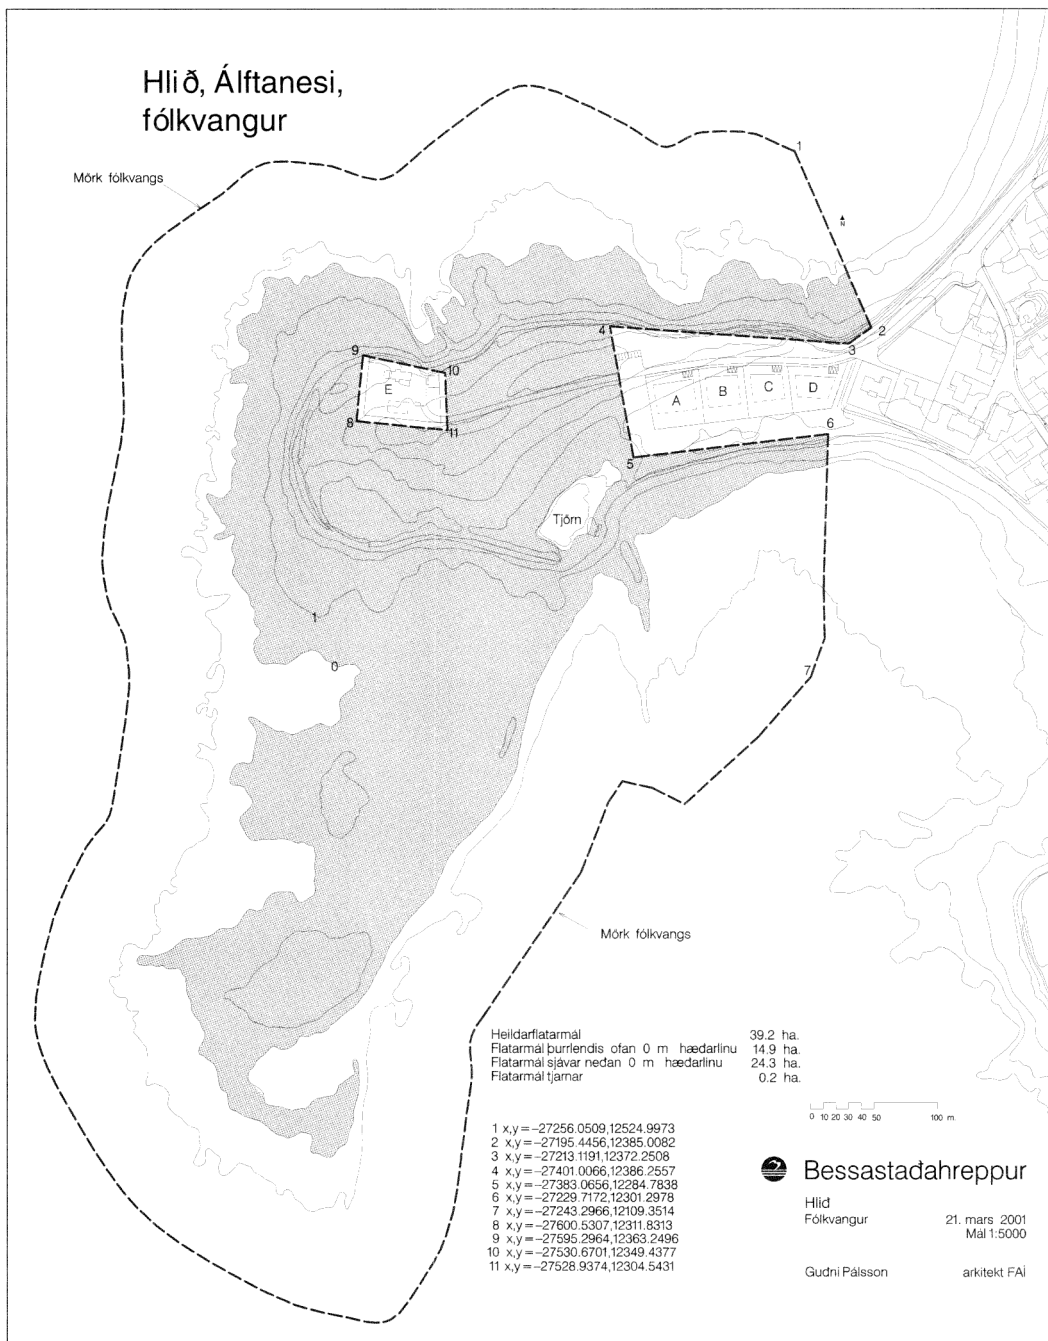 Hlið, Álftanesi,
fólkvangur
Mörk fólkvangs
1
N
2
3
4
9
10
E
A
B
C
D
8
11
6
5
Tjörn
1
0
7
Mörk fólkvangs
Heildarflatarmál 39.2 ha.
Flatarmál þurrlendis ofan 0 m hæðarlínu 14.9 ha.
Flatarmál sjávar neðan 0 m hæðarlínu 24.3 ha.
Flatarmál tjarnar 0.2 ha.
0 10 20 30 40 50 100 m.
1 x,y=-27256.0509,12524.9973
2 x,y=-27195.4456,12385.0082
3 x,y=-27213.1191,12372.2508
4 x,y=-27401.0066,12386.2557
5 x,y=-27383.0656,12284.7838
6 x,y=-27229.7172,12301.2978
7 x,y=-27243.2966,12109.3514
8 x,y=-27600.5307,12311.8313
9 x,y=-27595.2964,12363.2496
10 x,y=-27530.6701,12349.4377
11 x,y=-27528.9374,12304.5431
Bessastaðahreppur
Hlið
Fólkvangur 21. mars 2001
Mál 1:5000
Guðni Pálsson arkitekt FAÍ